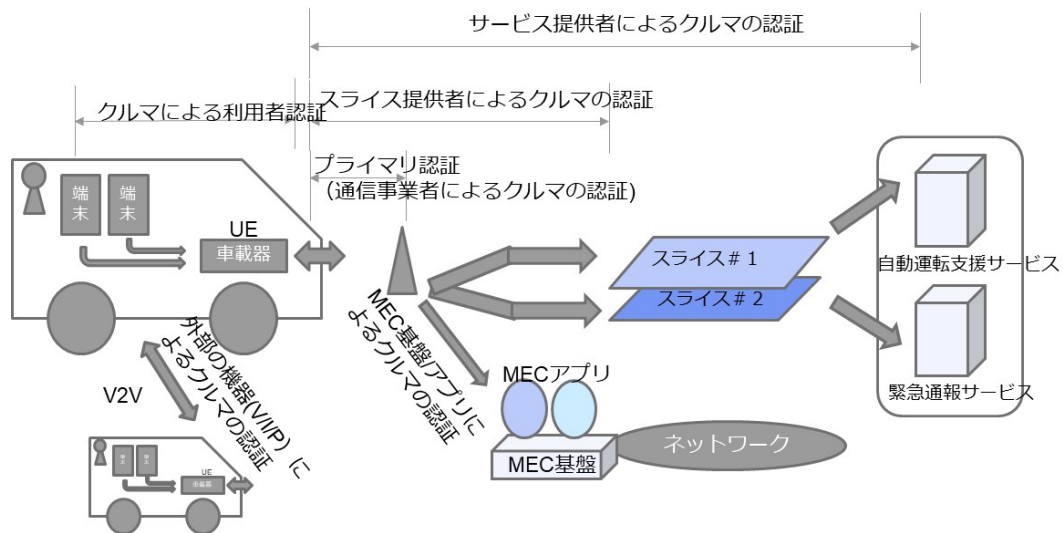 サービス提供者によるクルマの認証
クルマによる利用者認証
スライス提供者によるクルマの認証
プライマリ認証
（通信事業者によるクルマの認証)
端末
端末
UE
車載器
スライス＃１
スライス＃２
自動運転支援サービス
緊急通報サービス
MEC基盤/アプリに
よるクルマの認証
MECアプリ
MEC基盤
ネットワーク
V2V
外部の機器(V/I/P）に
よるクルマの認証
端末
端末
UE
車載器